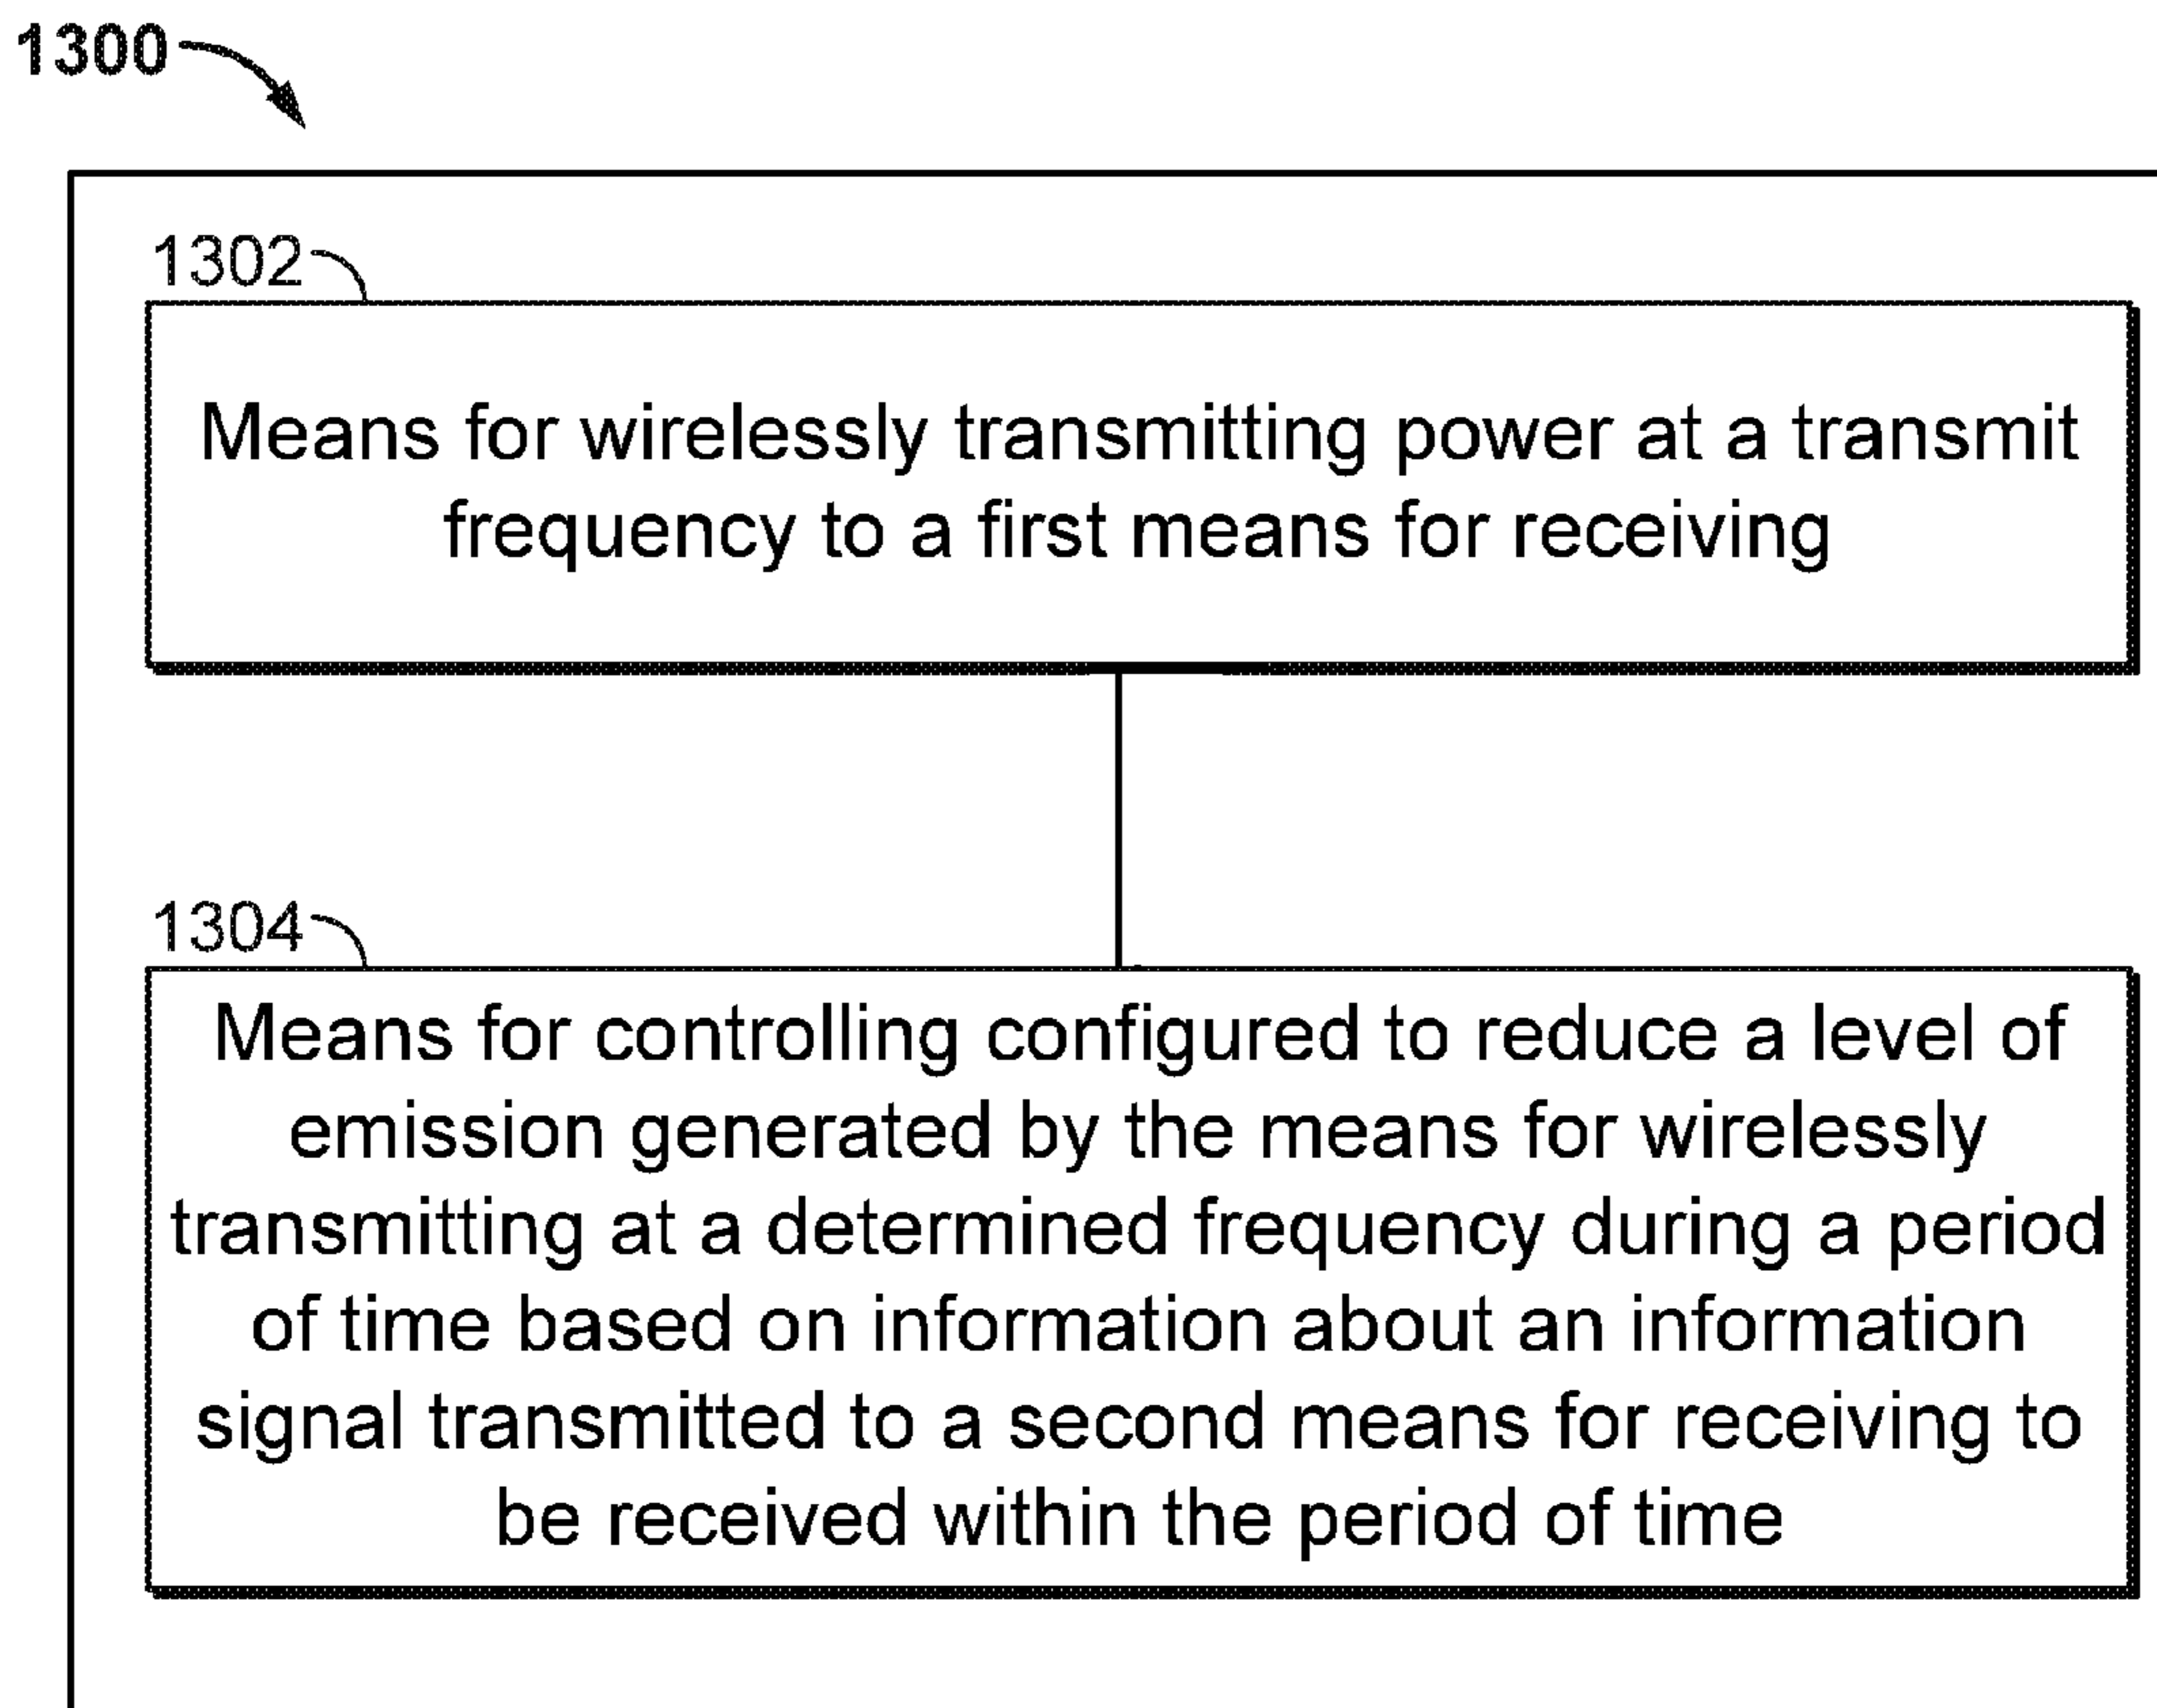 1300
1302
Means for wirelessly transmitting power at a transmit
frequency to a first means for receiving
1304
Means for controlling configured to reduce a level of
emission generated by the means for wirelessly
transmitting at a determined frequency during a period
of time based on information about an information
signal transmitted to a second means for receiving to
be received within the period of time